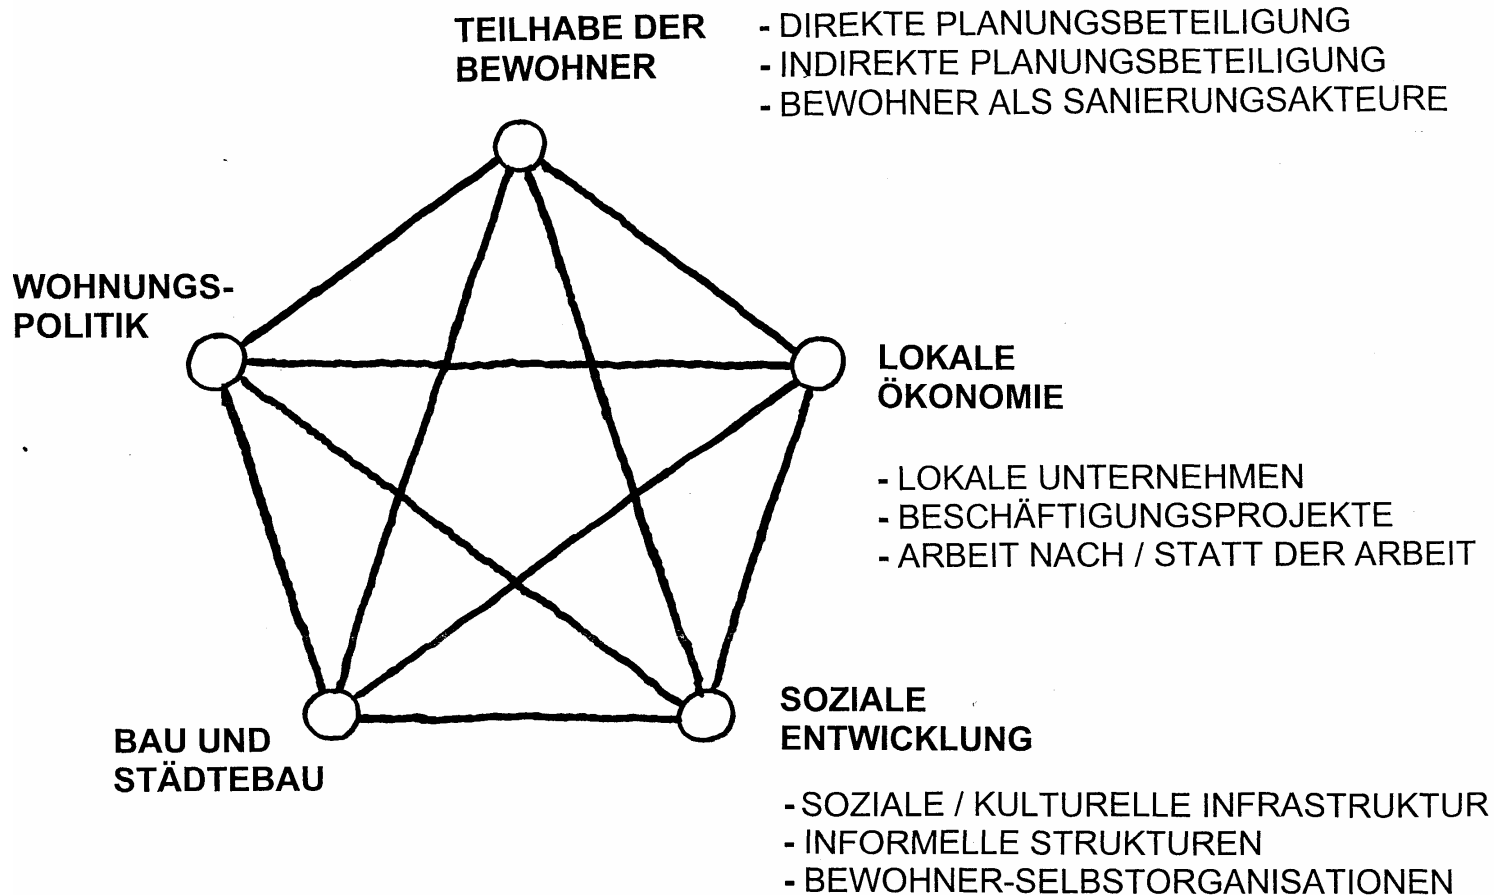 TEILHABE DER
BEWOHNER
- DIREKTE PLANUNGSBETEILIGUNG
- INDIREKTE PLANUNGSBETEILIGUNG
- BEWOHNER ALS SANIERUNGSAKTEURE
WOHNUNGS-
POLITIK
LOKALE
ÖKONOMIE
- LOKALE UNTERNEHMEN
- BESCHÄFTIGUNGSPROJEKTE
- ARBEIT NACH / STATT DER ARBEIT
BAU UND
STÄDTEBAU
SOZIALE
ENTWICKLUNG
- SOZIALE / KULTURELLE INFRASTRUKTUR
- INFORMELLE STRUKTUREN
- BEWOHNER-SELBSTORGANISATIONEN